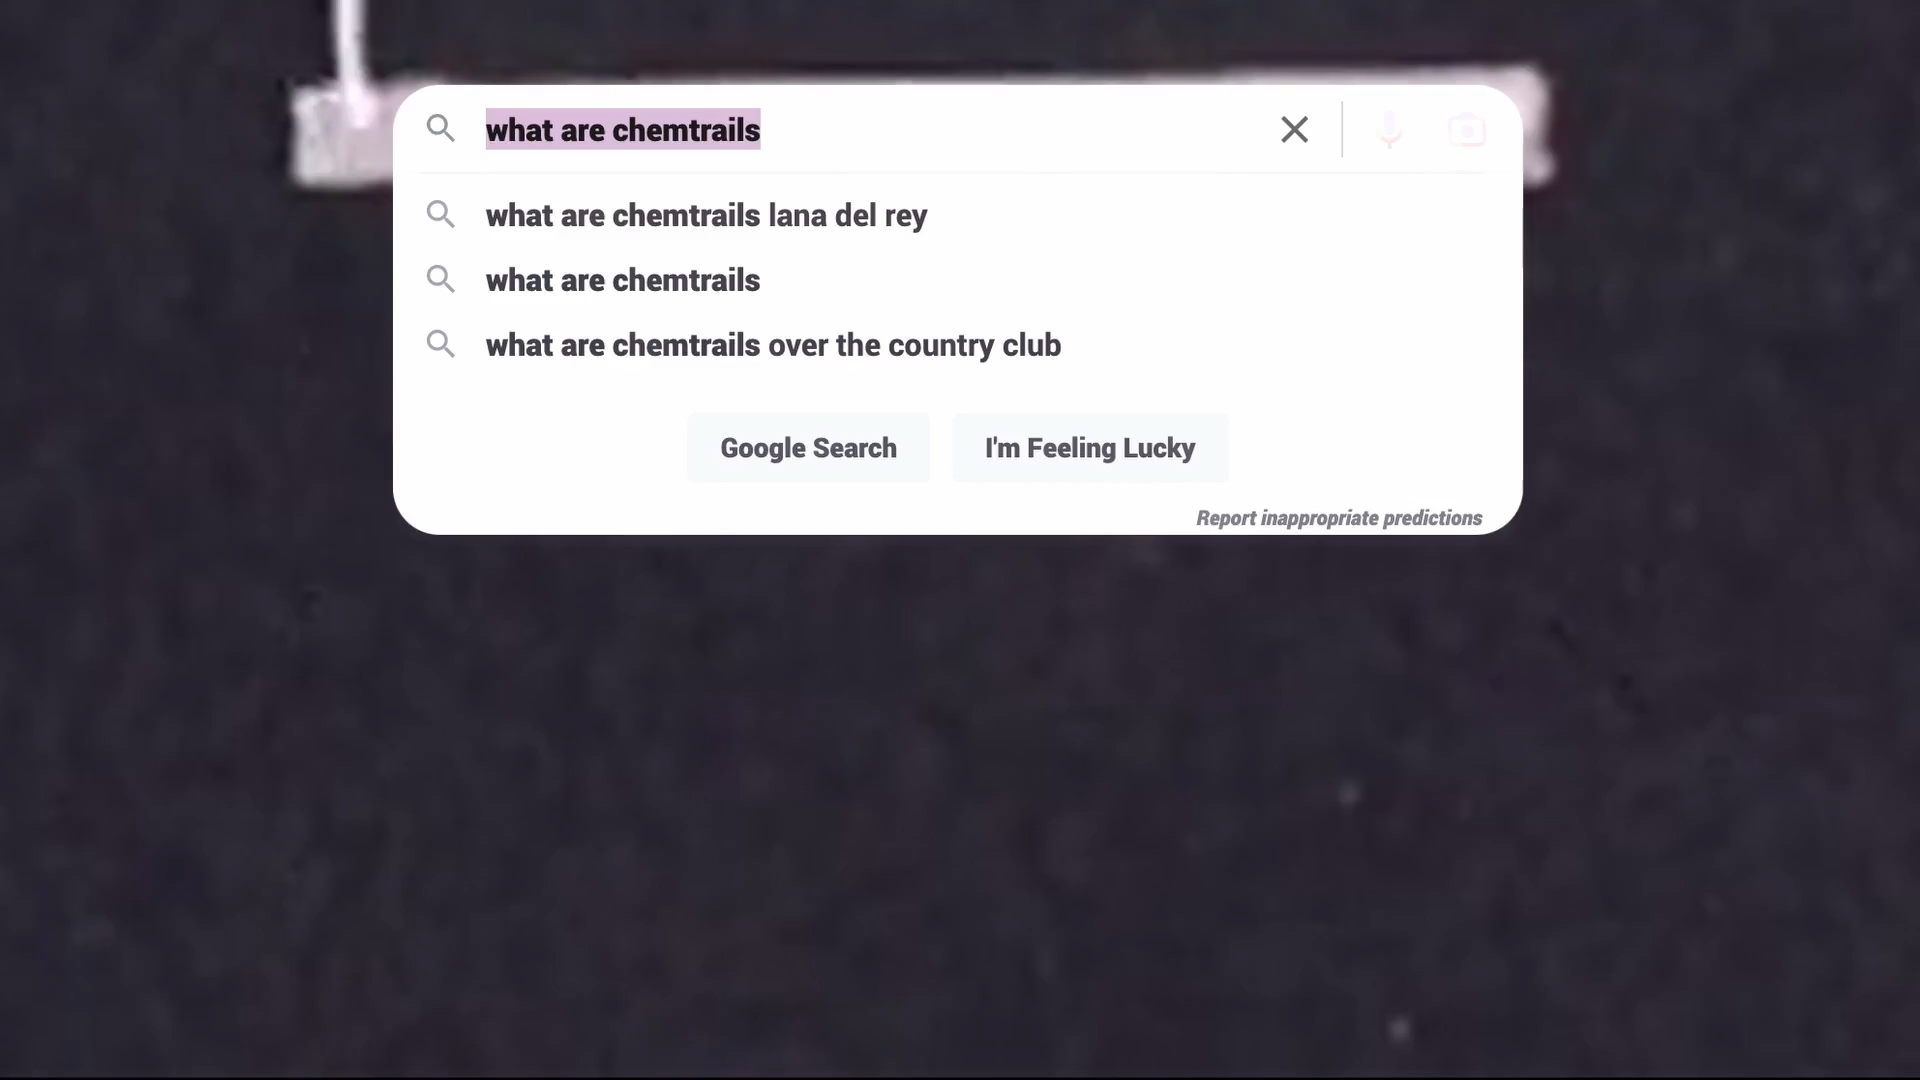 what are chemtrails
what are chemtrails lana del rey
what are chemtrails
what are chemtrails over the country club
Google Search
I'm Feeling Lucky
Report inappropriate predictions